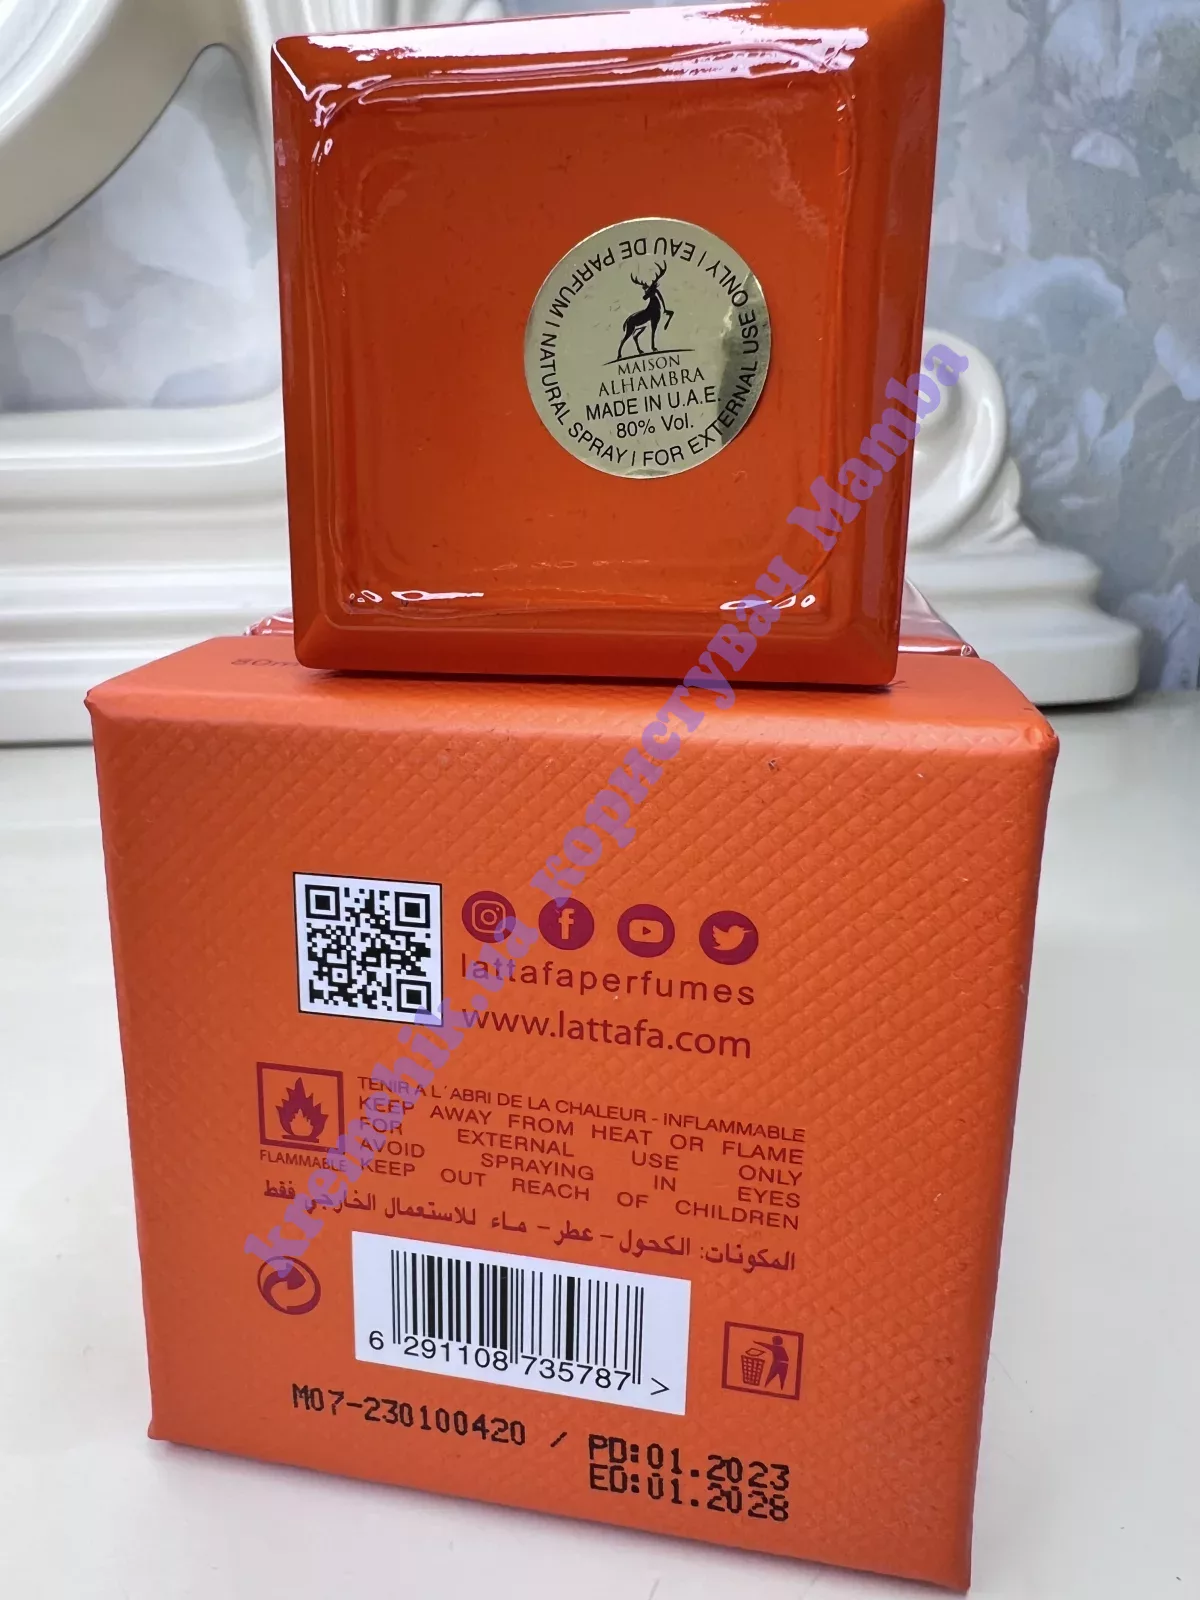 EAU DE PARFUM | NATURAL SPRAY | FOR EXTERNAL USE ONLY |
MAISON
ALHAMBRA
MADE IN U.A.E.
80% Vol.
80m
lattafaperfumes
www.lattafa.com
TENIR A L'ABRI DE LA CHALEUR - INFLAMMABLE
KEEP AWAY FROM HEAT OR FLAME
FOR EXTERNAL USE ONLY
AVOID SPRAYING IN EYES
KEEP OUT REACH OF CHILDREN
FLAMMABLE
المكونات: الكحول - عطر - ماء للاستعمال الخارجي فقط
6 291108 735787 >
M07-230100420 / PD:01.2023
ED:01.2028
kremchik.ua користувач Mamba